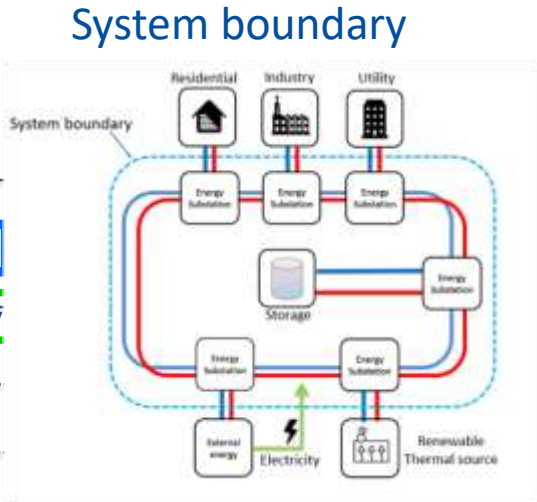 System boundary
Residential
Industry
Utility
System boundary
Energy
Substation
Energy
Substation
Energy
Substation
Energy
Substation
Storage
Energy
Substation
Energy
Substation
External
energy
Electricity
Renewable
Thermal source